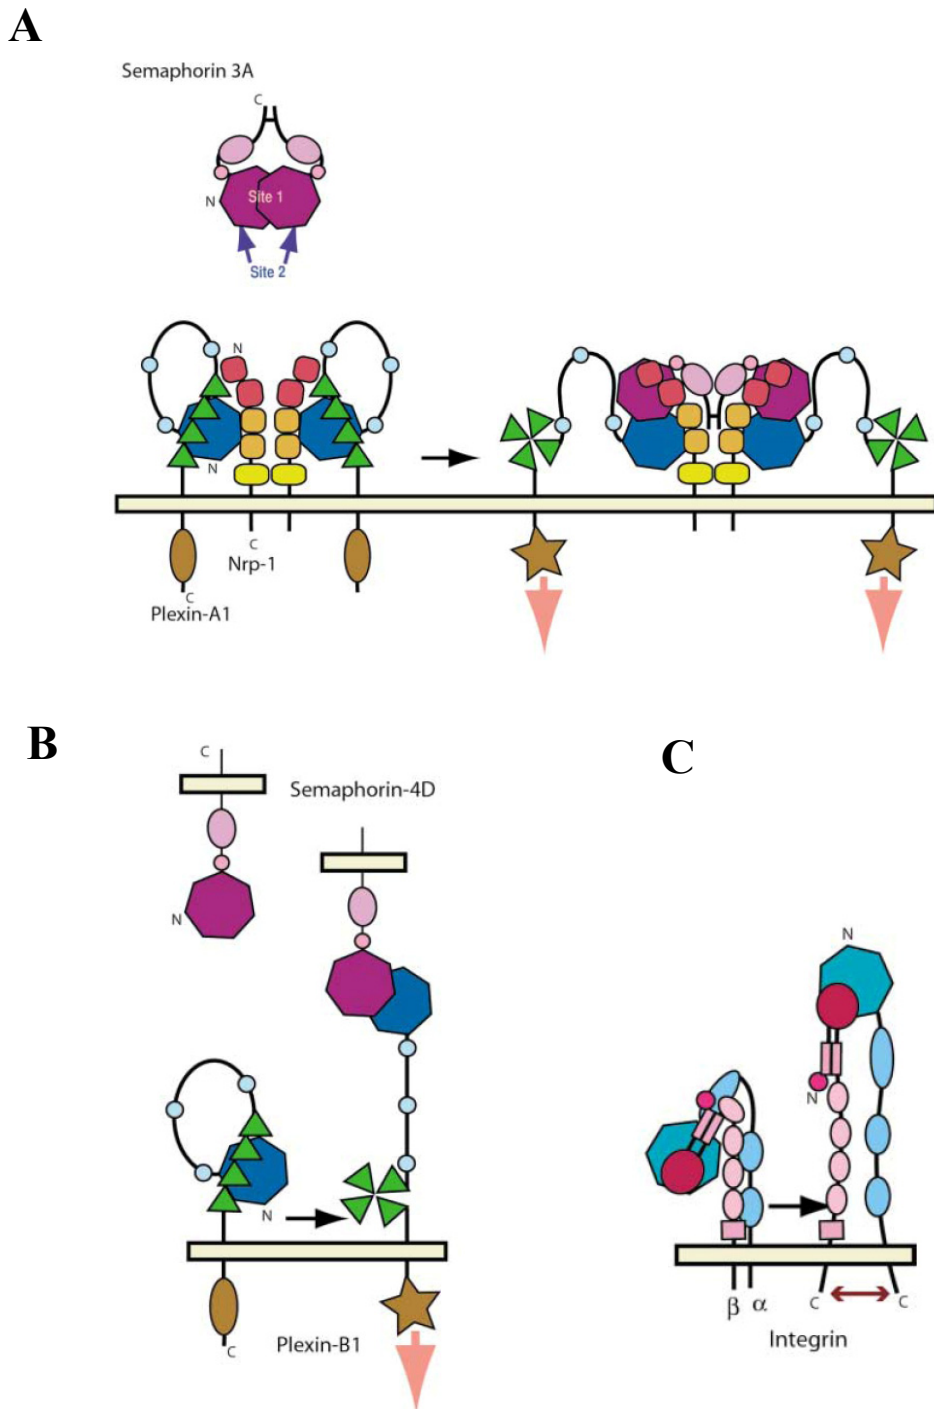 A
Semaphorin 3A
C
N
Site 1
Site 2
N
N
C
Nrp-1
C
Plexin-A1
B
C
C
Semaphorin-4D
N
N
N
N
β α
C
C
C
Plexin-B1
Integrin